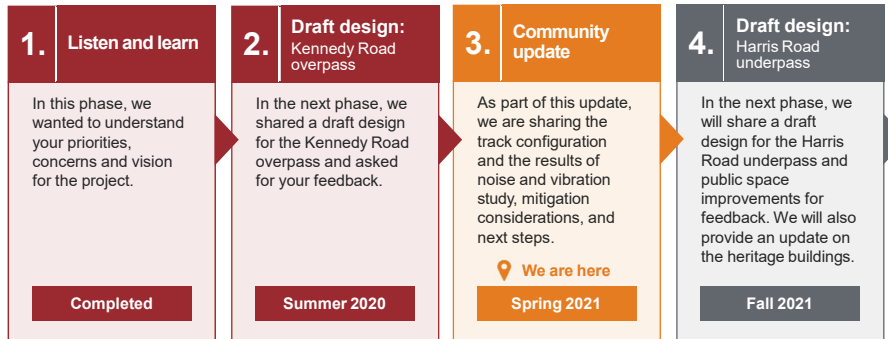 1.
Listen and learn
In this phase, we
wanted to understand
your priorities,
concerns and vision
for the project.
Completed
2.
Draft design:
Kennedy Road
overpass
In the next phase, we
shared a draft design
for the Kennedy Road
overpass and asked
for your feedback.
Summer 2020
3.
Community
update
As part of this update,
we are sharing the
track configuration
and the results of
noise and vibration
study, mitigation
considerations, and
next steps.
We are here
Spring 2021
4.
Draft design:
Harris Road
underpass
In the next phase, we
will share a draft
design for the Harris
Road underpass and
public space
improvements for
feedback. We will also
provide an update on
the heritage buildings.
Fall 2021